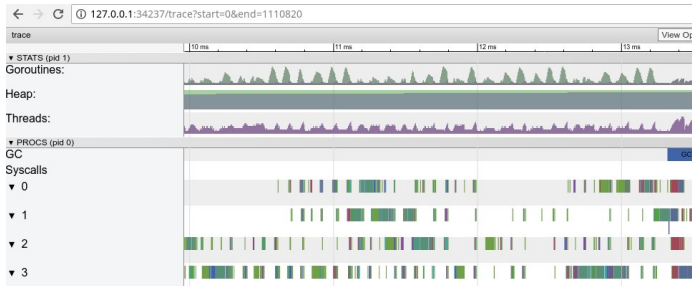 127.0.0.1:34237/trace?start=0&end=1110820
trace
View Op
10 ms
11 ms
12 ms
13 ms
▾ STATS (pid 1)
Goroutines:
Heap:
Threads:
▾ PROCS (pid 0)
GC
GC
Syscalls
▾ 0
▾ 1
▾ 2
▾ 3